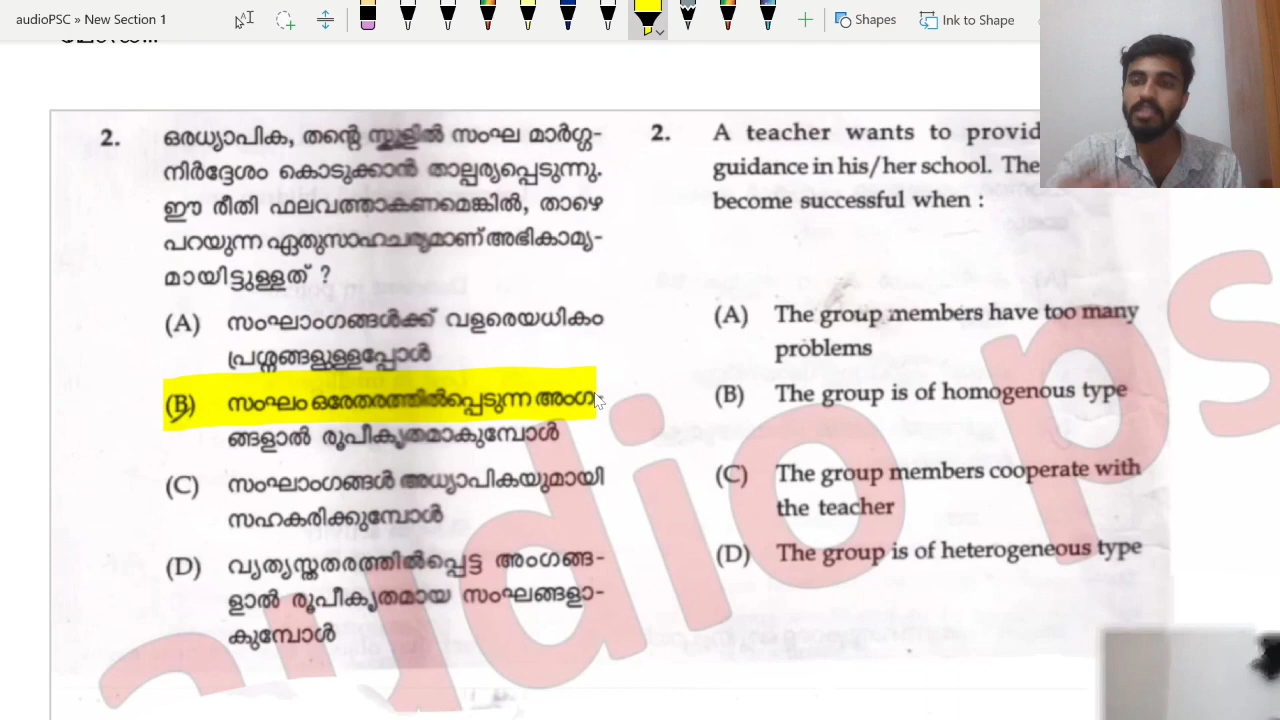 audioPSC » New Section 1
Shapes
Ink to Shape
2.
ഒരധ്യാപിക, തന്റെ സ്കൂളിൽ സംഘ മാർഗ്ഗ-
നിർദ്ദേശം കൊടുക്കാൻ താല്പര്യപ്പെടുന്നു.
ഈ രീതി ഫലവത്താകണമെങ്കിൽ, താഴെ
പറയുന്ന ഏതുസാഹചര്യമാണ് അഭികാമ്യ-
മായിട്ടുള്ളത് ?
(A) സംഘാംഗങ്ങൾക്ക് വളരെയധികം
പ്രശ്നങ്ങളുള്ളപ്പോൾ
(B) സംഘം ഒരേതരത്തിൽപ്പെടുന്ന അംഗ-
ങ്ങളാൽ രൂപീകൃതമാകുമ്പോൾ
(C) സംഘാംഗങ്ങൾ അധ്യാപികയുമായി
സഹകരിക്കുമ്പോൾ
(D) വ്യത്യസ്തതരത്തിൽപ്പെട്ട അംഗങ്ങ-
ളാൽ രൂപീകൃതമായ സംഘങ്ങളാ-
കുമ്പോൾ
2.
A teacher wants to provid
guidance in his/her school. The
become successful when :
(A) The group members have too many
problems
(B) The group is of homogenous type
(C) The group members cooperate with
the teacher
(D) The group is of heterogeneous type
audio ps